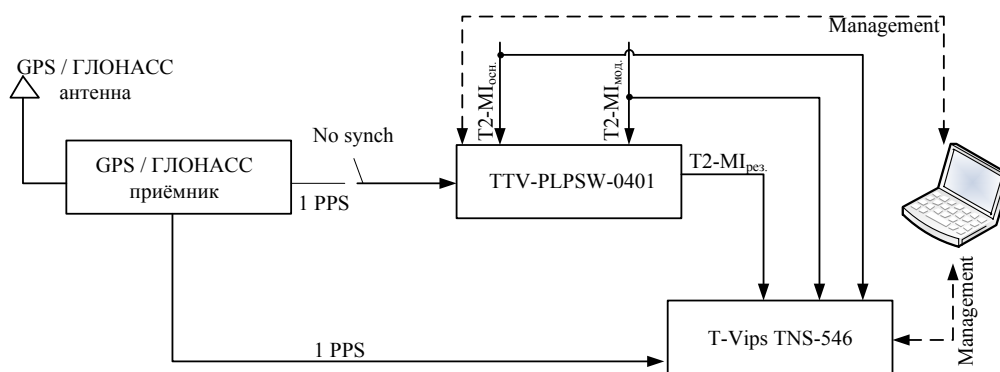 Management
GPS / ГЛОНАСС
антенна
T2-MIосн.
T2-MIмод.
No synch
GPS / ГЛОНАСС
приёмник
1 PPS
TTV-PLPSW-0401
T2-MIрез.
Management
T-Vips TNS-546
1 PPS